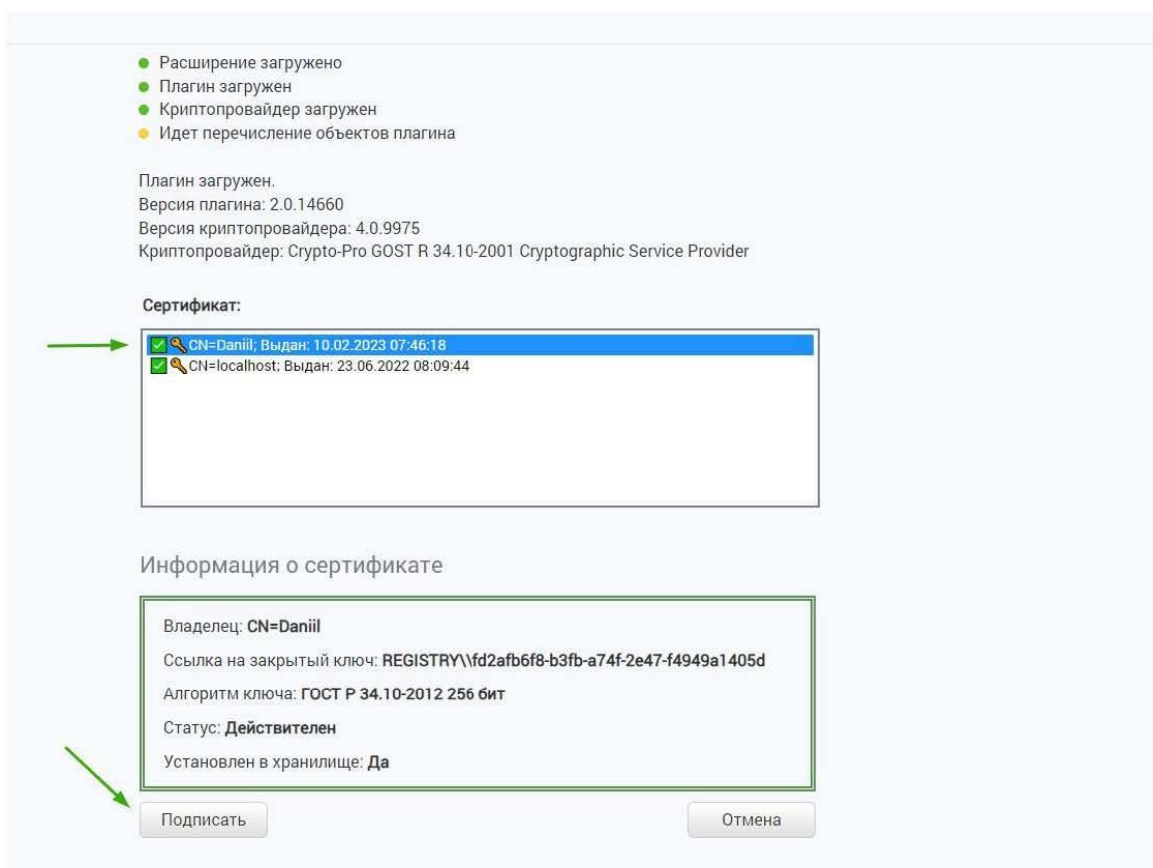 Расширение загружено
Плагин загружен
Криптопровайдер загружен
Идет перечисление объектов плагина
Плагин загружен.
Версия плагина: 2.0.14660
Версия криптопровайдера: 4.0.9975
Криптопровайдер: Crypto-Pro GOST R 34.10-2001 Cryptographic Service Provider
Сертификат:
CN=Daniil; Выдан: 10.02.2023 07:46:18
CN=localhost; Выдан: 23.06.2022 08:09:44
Информация о сертификате
Владелец: CN=Daniil
Ссылка на закрытый ключ: REGISTRY\\fd2afb6f8-b3fb-a74f-2e47-f4949a1405d
Алгоритм ключа: ГОСТ Р 34.10-2012 256 бит
Статус: Действителен
Установлен в хранилище: Да
Подписать Отмена